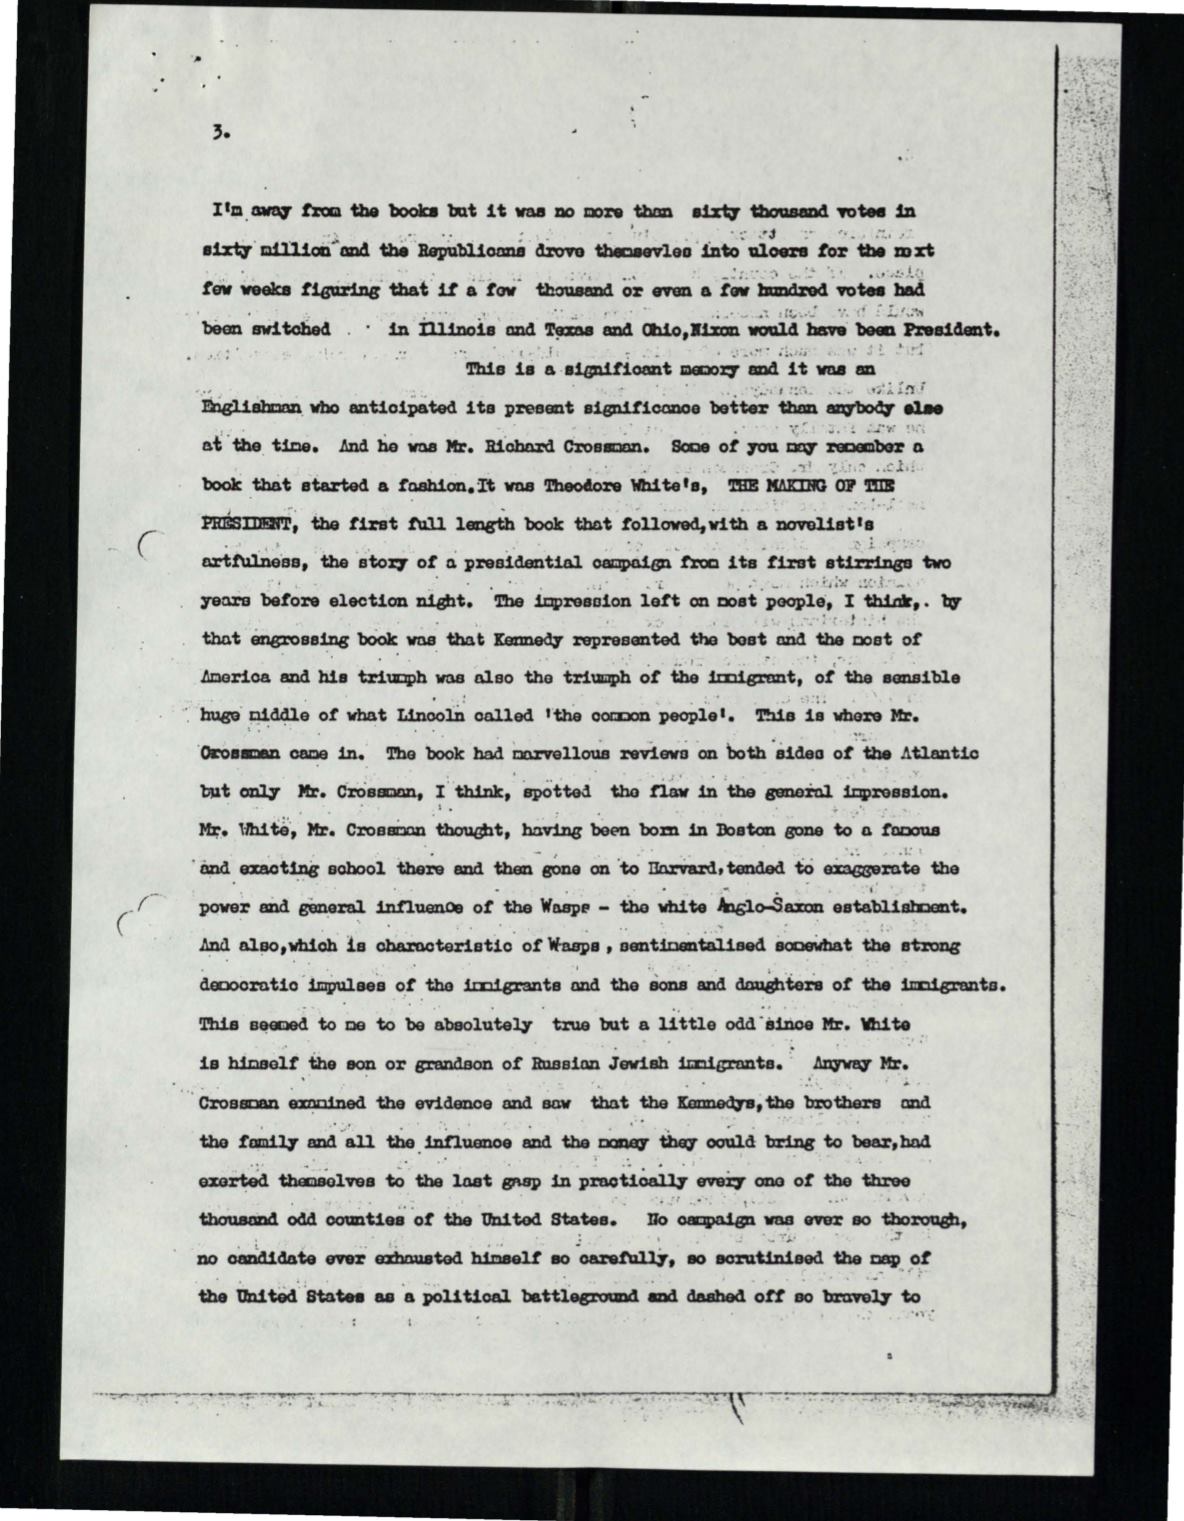 3.
I'm away from the books but it was no more than sixty thousand votes in
sixty million and the Republicans drove themsevles into ulcers for the next
few weeks figuring that if a few thousand or even a few hundred votes had
been switched in Illinois and Texas and Ohio,Nixon would have been President.
This is a significant memory and it was an
Englishman who anticipated its present significance better than anybody else
at the time. And he was Mr. Richard Crossman. Some of you may remember a
book that started a fashion.It was Theodore White's, THE MAKING OF THE
PRESIDENT, the first full length book that followed,with a novelist's
artfulness, the story of a presidential campaign from its first stirrings two
years before election night. The impression left on most people, I think,. by
that engrossing book was that Kennedy represented the best and the most of
America and his triumph was also the triumph of the immigrant, of the sensible
huge middle of what Lincoln called 'the common people'. This is where Mr.
Crossman came in. The book had marvellous reviews on both sides of the Atlantic
but only Mr. Crossman, I think, spotted the flaw in the general impression.
Mr. White, Mr. Crossman thought, having been born in Boston gone to a famous
and exacting school there and then gone on to Harvard,tended to exaggerate the
power and general influence of the Wasps - the white Anglo-Saxon establishment.
And also,which is characteristic of Wasps, sentimentalised somewhat the strong
democratic impulses of the immigrants and the sons and daughters of the immigrants.
This seemed to me to be absolutely true but a little odd since Mr. White
is himself the son or grandson of Russian Jewish immigrants. Anyway Mr.
Crossman examined the evidence and saw that the Kennedys,the brothers and
the family and all the influence and the money they could bring to bear,had
exerted themselves to the last gasp in practically every one of the three
thousand odd counties of the United States. No campaign was ever so thorough,
no candidate ever exhausted himself so carefully, so scrutinised the map of
the United States as a political battleground and dashed off so bravely to